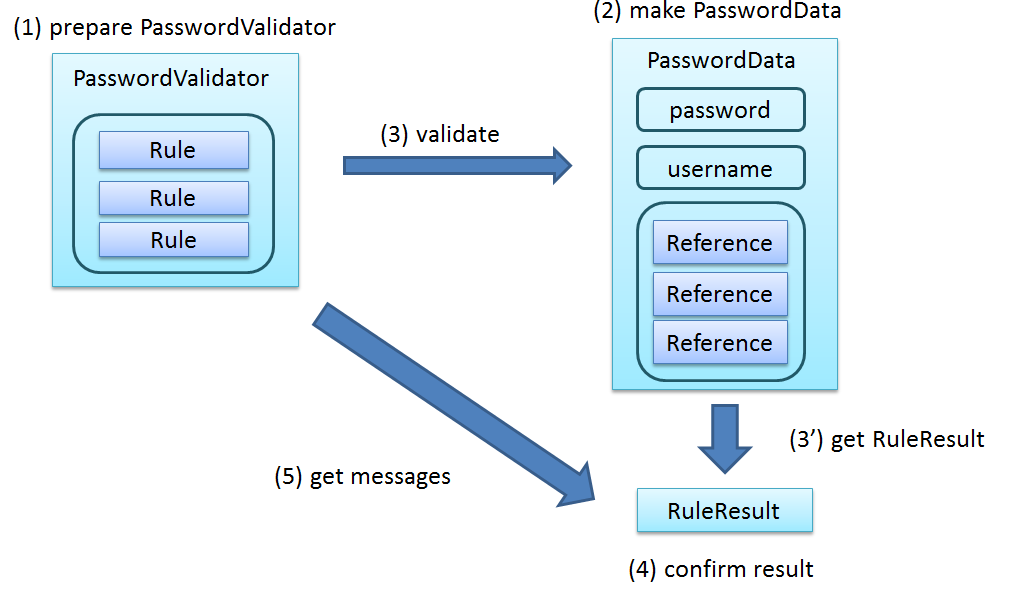 (1) prepare PasswordValidator
PasswordValidator
Rule
Rule
Rule
(3) validate
(2) make PasswordData
PasswordData
password
username
Reference
Reference
Reference
(3’) get RuleResult
(5) get messages
RuleResult
(4) confirm result